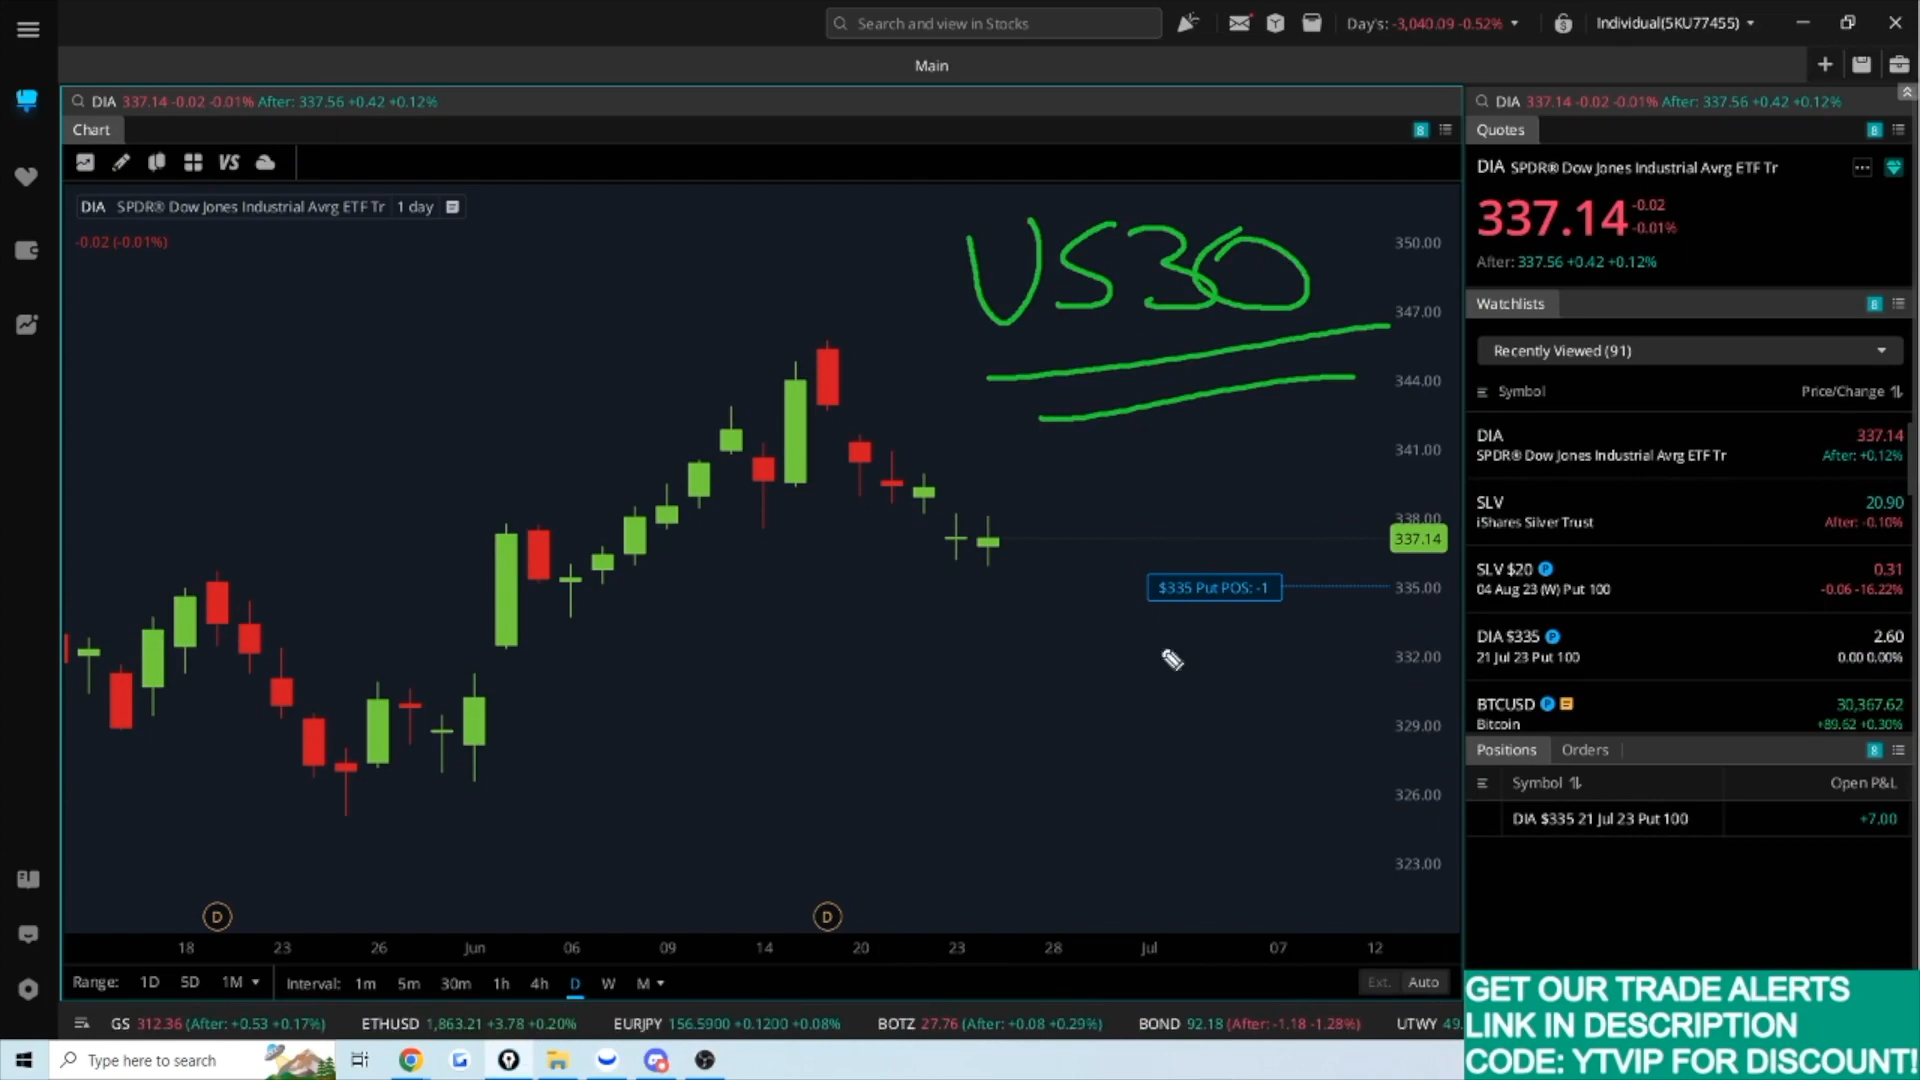 Search and view in Stocks
Day's: -3,040.09 -0.52%
Individual(5KU77455)
Main
DIA 337.14 -0.02 -0.01% After: 337.56 +0.42 +0.12%
Chart
8
VS
DIA SPDR® Dow Jones Industrial Avrg ETF Tr 1 day
-0.02 (-0.01%)
US30
350.00
347.00
344.00
341.00
338.00
337.14
335.00
332.00
329.00
326.00
323.00
$335 Put POS: -1
D
D
18 23 26 Jun 06 09 14 20 23 28 Jul 07 12
Range: 1D 5D 1M Interval: 1m 5m 30m 1h 4h D W M
Ext. Auto
DIA 337.14 -0.02 -0.01% After: 337.56 +0.42 +0.12%
Quotes
8
DIA SPDR® Dow Jones Industrial Avrg ETF Tr
337.14
-0.02
-0.01%
After: 337.56 +0.42 +0.12%
Watchlists
8
Recently Viewed (91)
Symbol Price/Change
DIA 337.14
SPDR® Dow Jones Industrial Avrg ETF Tr After: +0.12%
SLV 20.90
iShares Silver Trust After: -0.10%
SLV $20 P 0.31
04 Aug 23 (W) Put 100 -0.06 -16.22%
DIA $335 P 2.60
21 Jul 23 Put 100 0.00 0.00%
BTCUSD P 30,367.62
Bitcoin +89.62 +0.30%
Positions Orders
8
Symbol Open P&L
DIA $335 21 Jul 23 Put 100 +7.00
GS 312.36 (After: +0.53 +0.17%) ETHUSD 1,863.21 +3.78 +0.20% EURJPY 156.5900 +0.1200 +0.08% BOTZ 27.76 (After: +0.08 +0.29%) BOND 92.18 (After: -1.18 -1.28%) UTWY 49.
GET OUR TRADE ALERTS
LINK IN DESCRIPTION
CODE: YTVIP FOR DISCOUNT!
Type here to search